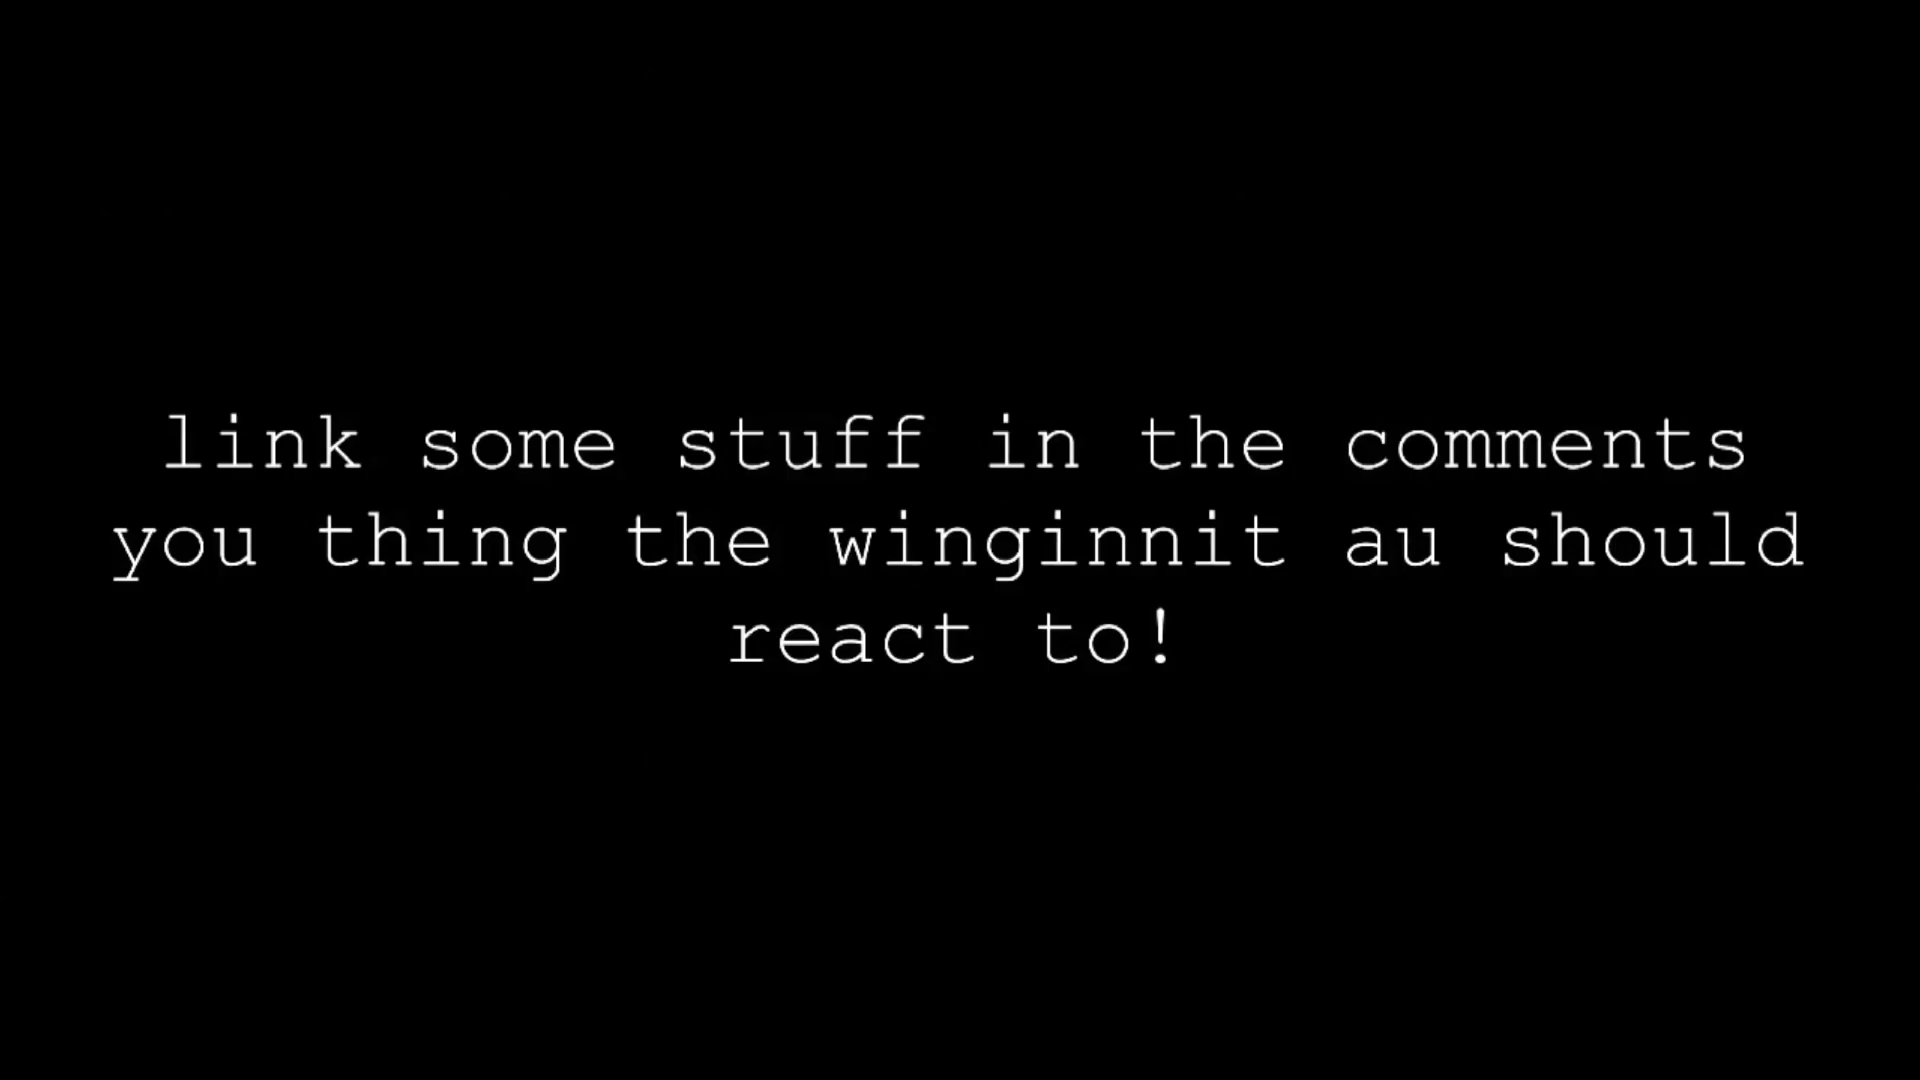 link some stuff in the comments
you thing the winginnit au should
react to!